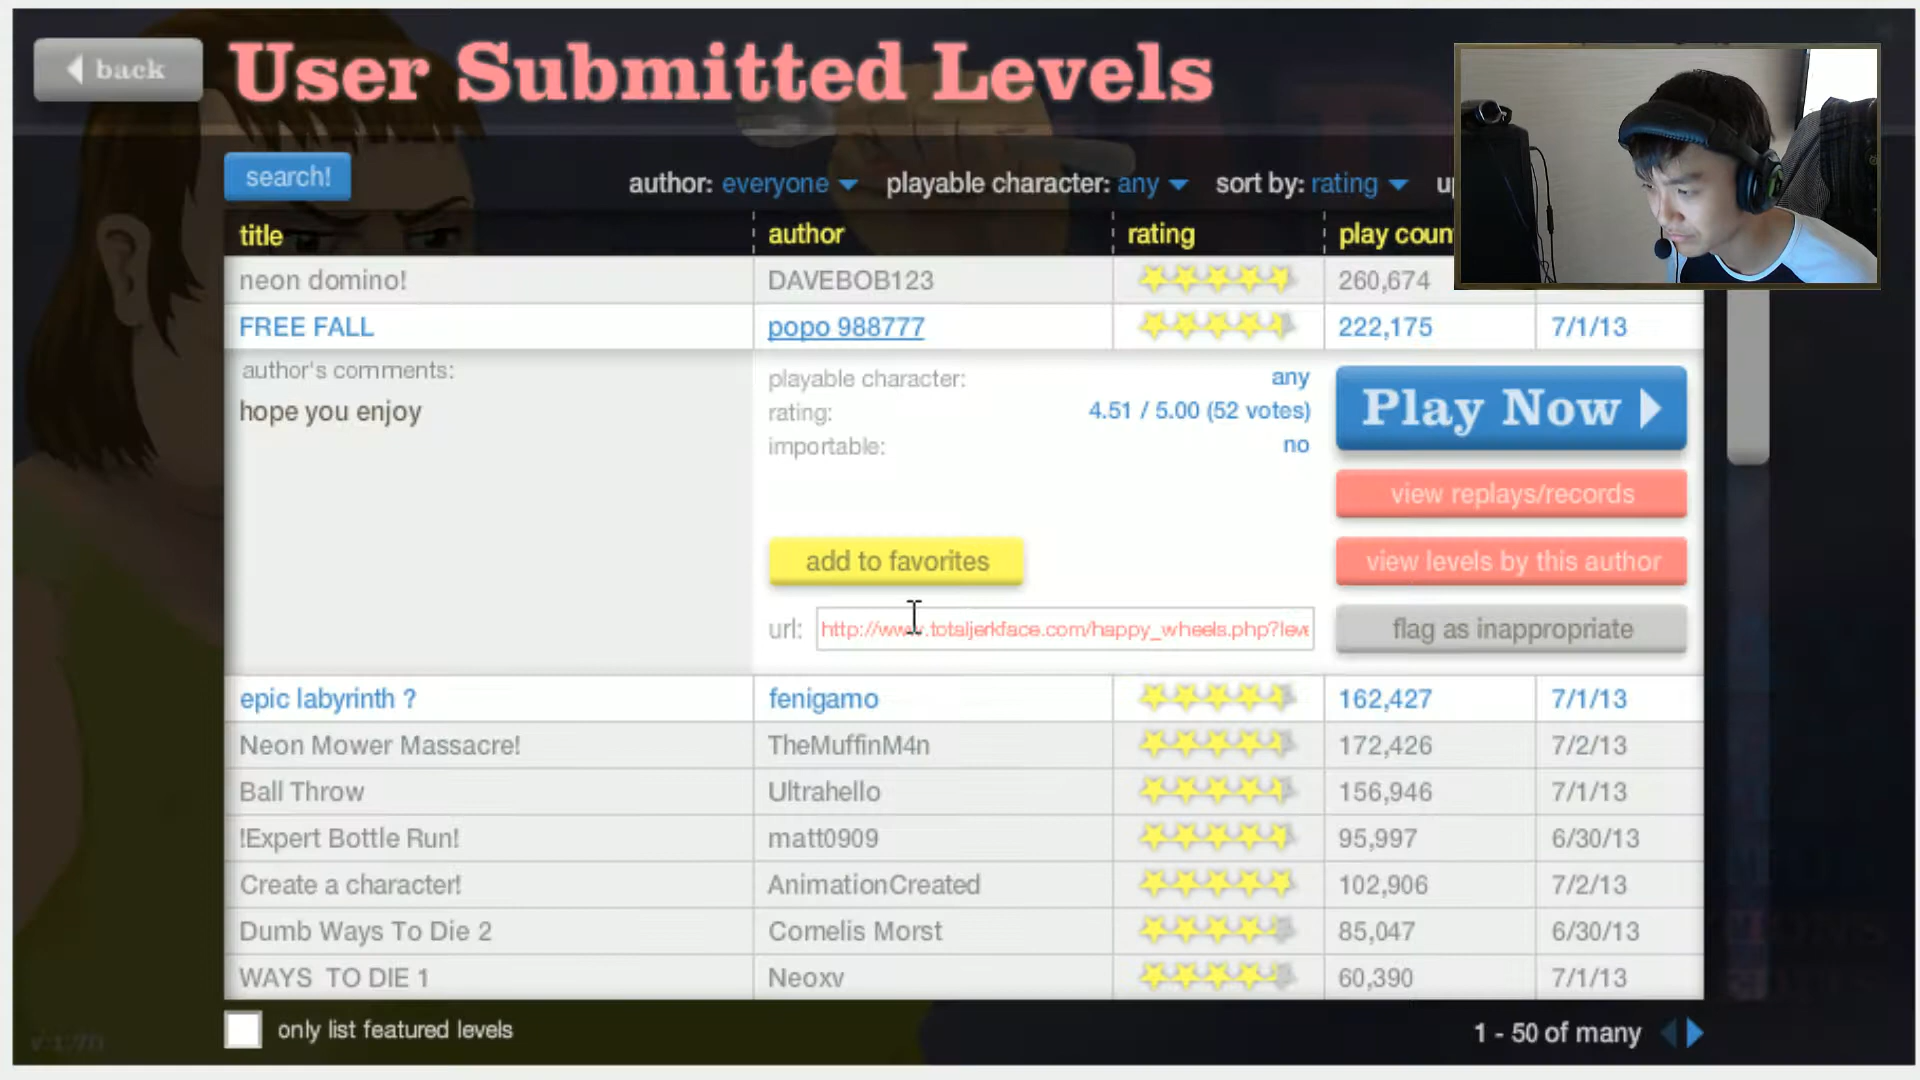 back
User Submitted Levels
search!
author: everyone
playable character: any
sort by: rating
title
author
rating
neon domino!
DAVEBOB123
260,674
FREE FALL
popo 988777
222,175
7/1/13
author's comments:
hope you enjoy
playable character:
any
rating:
4.51 / 5.00 (52 votes)
importable:
no
Play Now
view replays/records
add to favorites
view levels by this author
url:
http://www.totaljerkface.com/happy_wheels.php?leve
flag as inappropriate
epic labyrinth ?
fenigamo
162,427
7/1/13
Neon Mower Massacre!
TheMuffinM4n
172,426
7/2/13
Ball Throw
Ultrahello
156,946
7/1/13
!Expert Bottle Run!
matt0909
95,997
6/30/13
Create a character!
AnimationCreated
102,906
7/2/13
Dumb Ways To Die 2
Cornelis Morst
85,047
6/30/13
WAYS TO DIE 1
Neoxv
60,390
7/1/13
only list featured levels
1 - 50 of many